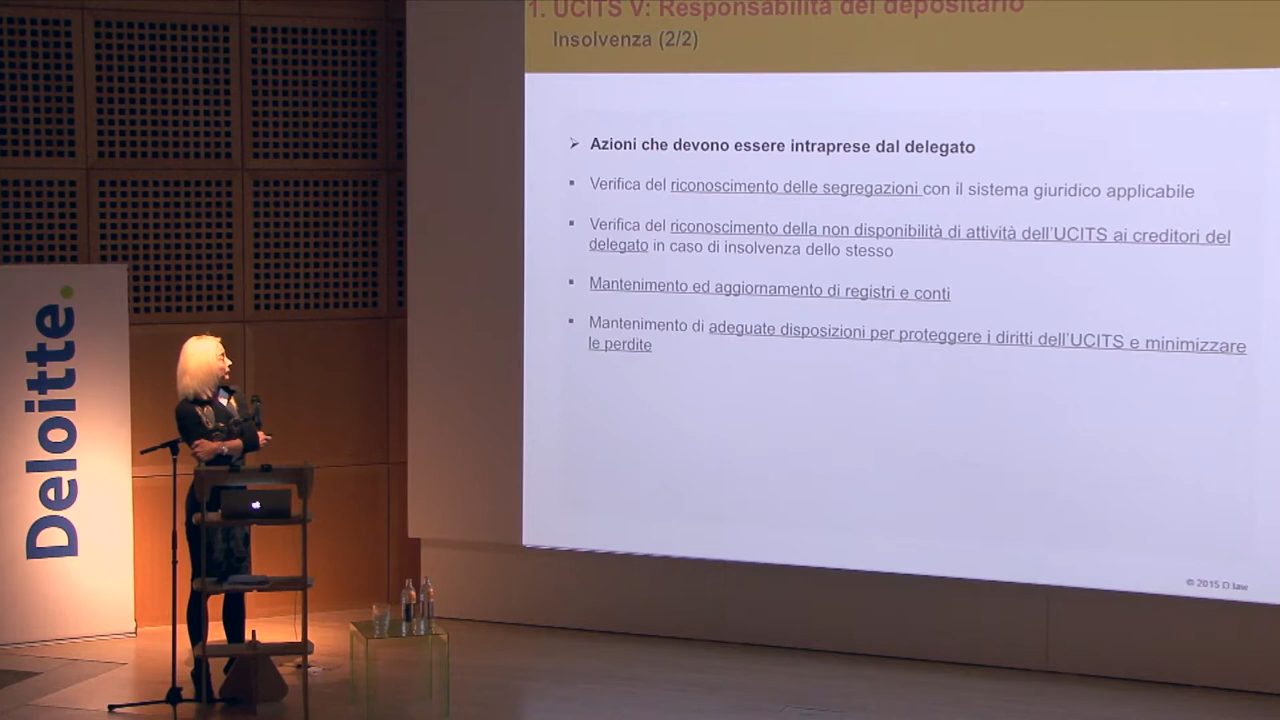 Deloitte.
1. UCITS V: Responsabilità del depositario
Insolvenza (2/2)
➢ Azioni che devono essere intraprese dal delegato
▪ Verifica del riconoscimento delle segregazioni con il sistema giuridico applicabile
▪ Verifica del riconoscimento della non disponibilità di attività dell'UCITS ai creditori del
delegato in caso di insolvenza dello stesso
▪ Mantenimento ed aggiornamento di registri e conti
▪ Mantenimento di adeguate disposizioni per proteggere i diritti dell'UCITS e minimizzare
le perdite
© 2015 D law